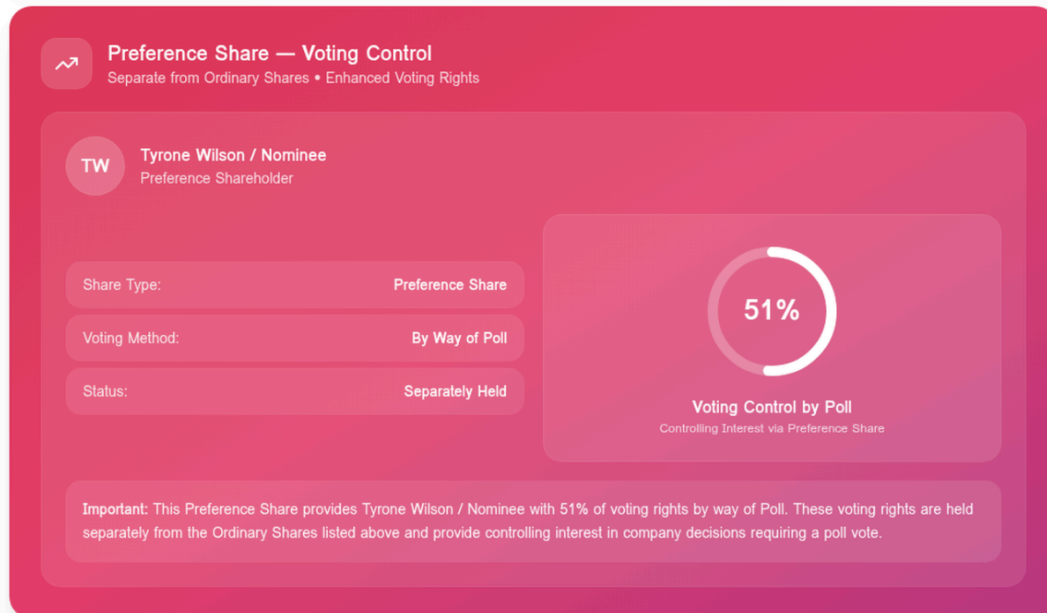 Preference Share — Voting Control
Separate from Ordinary Shares • Enhanced Voting Rights
TW
Tyrone Wilson / Nominee
Preference Shareholder
Share Type: Preference Share
Voting Method: By Way of Poll
Status: Separately Held
51%
Voting Control by Poll
Controlling Interest via Preference Share
Important: This Preference Share provides Tyrone Wilson / Nominee with 51% of voting rights by way of Poll. These voting rights are held
separately from the Ordinary Shares listed above and provide controlling interest in company decisions requiring a poll vote.